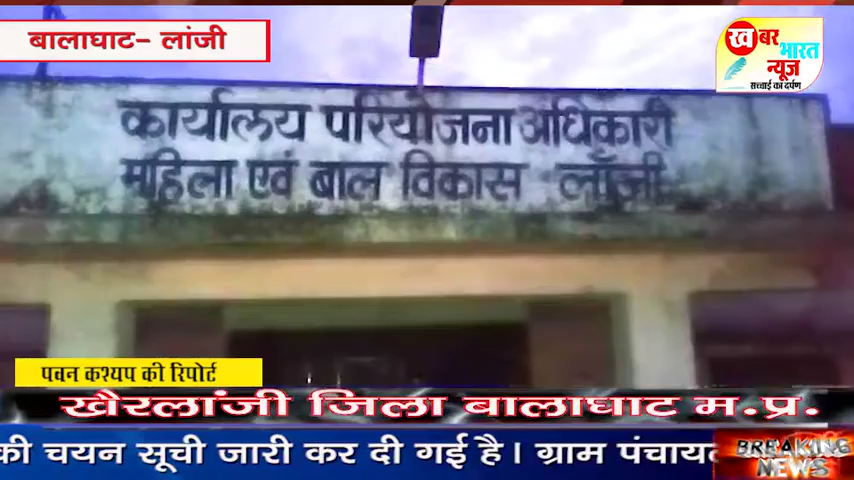 बालाघाट- लांजी
खबर
भारत
न्यूज़
सच्चाई का दर्पण
कार्यालय परियोजना अधिकारी
महिला एवं बाल विकास लाँजी
पवन कश्यप की रिपोर्ट
खैरलांजी जिला बालाघाट म.प्र.
की चयन सूची जारी कर दी गई है। ग्राम पंचायत
BREAKING
NEWS